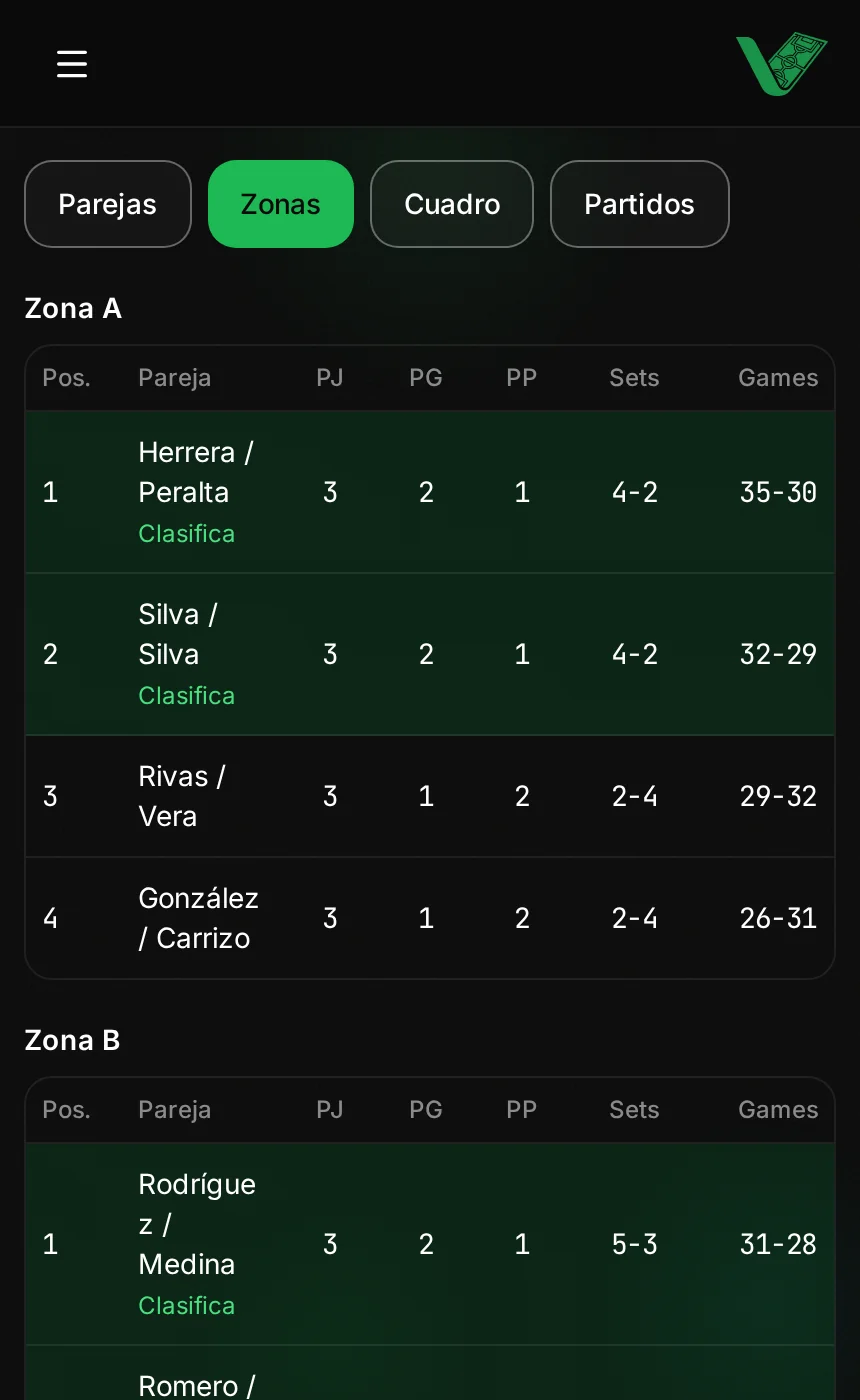 Parejas Zonas Cuadro Partidos
Zona A
Pos. Pareja PJ PG PP Sets Games
Herrera /
1 Peralta 3 2 1 4-2 35-30
Clasifica
Silva /
2 Silva 3 2 1 4-2 32-29
Clasifica
Rivas /
3 3 1 2 2-4 29-32
Vera
González
4 3 1 2 2-4 26-31
/ Carrizo
Zona B
Pos. Pareja PJ PG PP Sets Games
Rodrígue
z /
1 3 2 1 5-3 31-28
Medina
Clasifica
Romero /